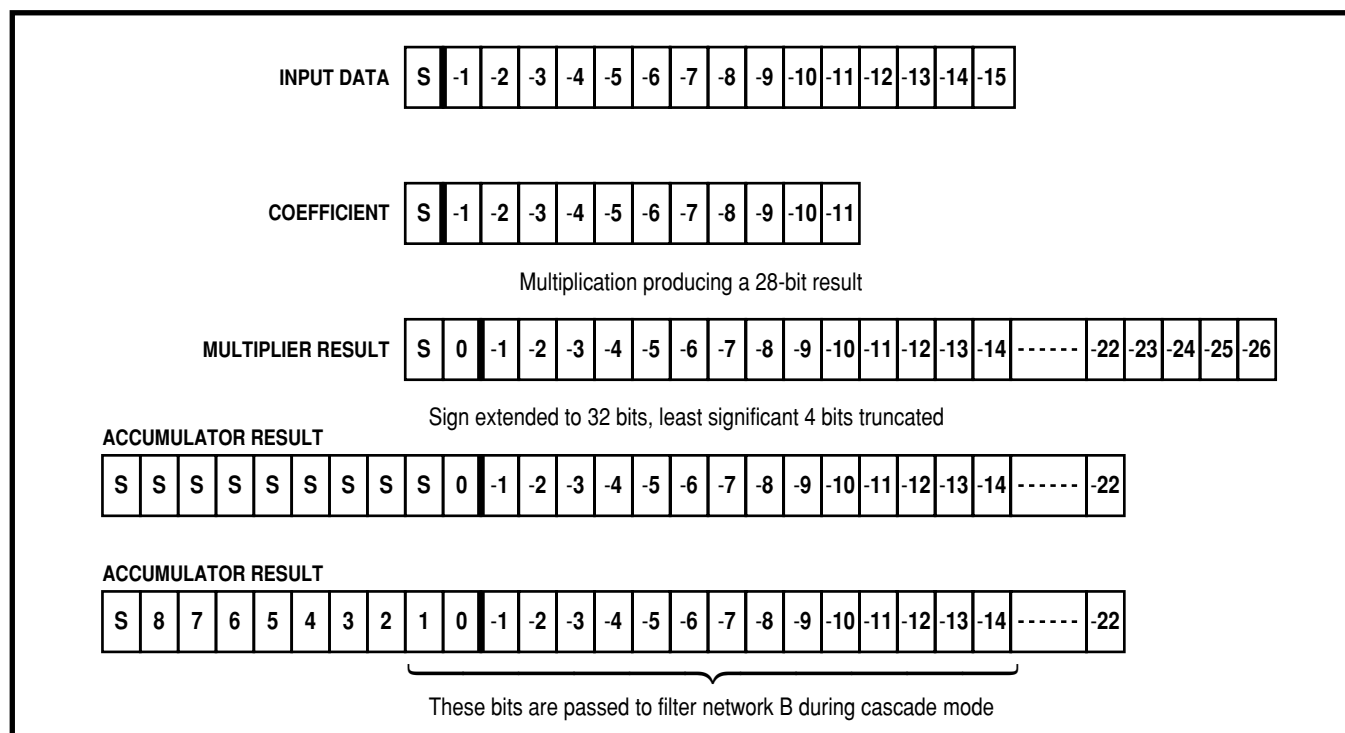 INPUT DATA S -1 -2 -3 -4 -5 -6 -7 -8 -9 -10 -11 -12 -13 -14 -15
COEFFICIENT S -1 -2 -3 -4 -5 -6 -7 -8 -9 -10 -11
Multiplication producing a 28-bit result
MULTIPLIER RESULT S 0 -1 -2 -3 -4 -5 -6 -7 -8 -9 -10 -11 -12 -13 -14 ------ -22 -23 -24 -25 -26
Sign extended to 32 bits, least significant 4 bits truncated
ACCUMULATOR RESULT
S S S S S S S S S 0 -1 -2 -3 -4 -5 -6 -7 -8 -9 -10 -11 -12 -13 -14 ------ -22
ACCUMULATOR RESULT
S 8 7 6 5 4 3 2 1 0 -1 -2 -3 -4 -5 -6 -7 -8 -9 -10 -11 -12 -13 -14 ------ -22
These bits are passed to filter network B during cascade mode